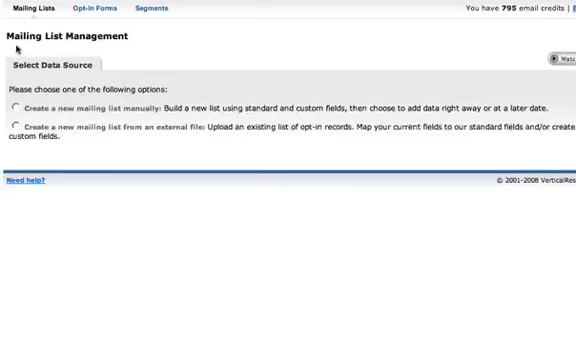 Mailing Lists Opt-in Forms Segments You have 795 email credits |
Mailing List Management
Select Data Source
Please choose one of the following options:
Create a new mailing list manually: Build a new list using standard and custom fields, then choose to add data right away or at a later date.
Create a new mailing list from an external file: Upload an existing list of opt-in records. Map your current fields to our standard fields and/or create
custom fields.
Need help? © 2001-2008 VerticalRes